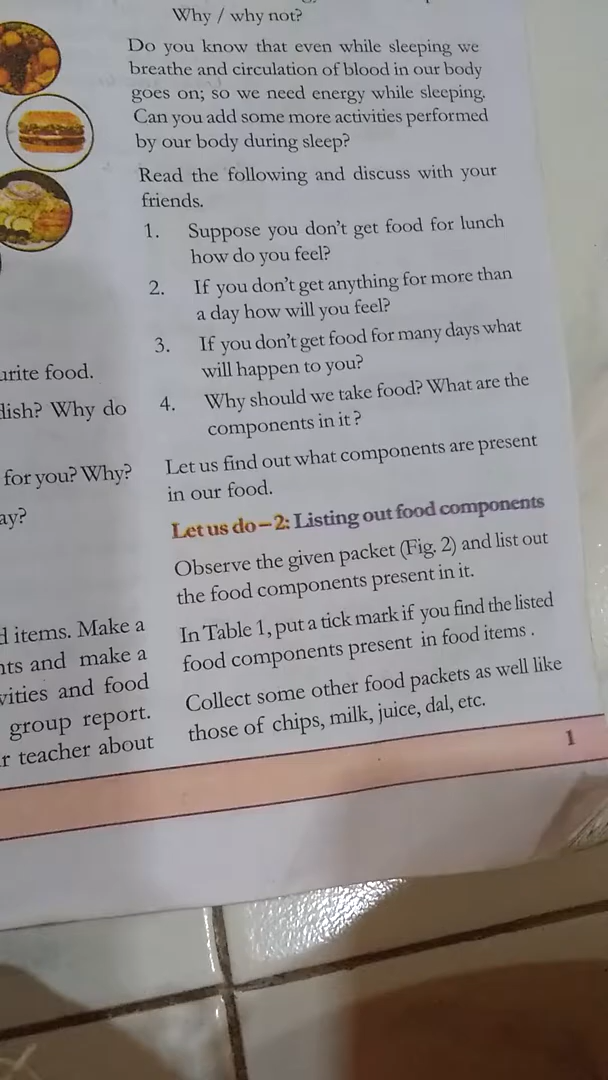 Why / why not?
Do you know that even while sleeping we
breathe and circulation of blood in our body
goes on; so we need energy while sleeping.
Can you add some more activities performed
by our body during sleep?
Read the following and discuss with your
friends.
1. Suppose you don't get food for lunch
how do you feel?
2. If you don't get anything for more than
a day how will you feel?
3. If you don't get food for many days what
will happen to you?
4. Why should we take food? What are the
components in it?
Let us find out what components are present
in our food.
Let us do – 2: Listing out food components
Observe the given packet (Fig. 2) and list out
the food components present in it.
In Table 1, put a tick mark if you find the listed
food components present in food items.
Collect some other food packets as well like
those of chips, milk, juice, dal, etc.
food.
Why do
for you? Why?
items. Make a
and make a
and food
group report.
teacher about
1